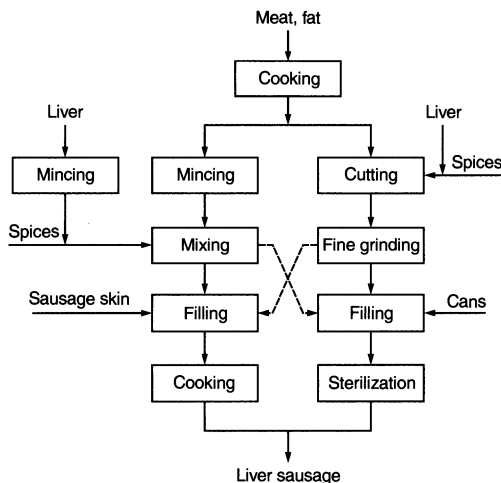 Meat, fat
Cooking
Liver
Liver
Mincing
Mincing
Cutting
Spices
Spices
Mixing
Fine grinding
Sausage skin
Filling
Filling
Cans
Cooking
Sterilization
Liver sausage